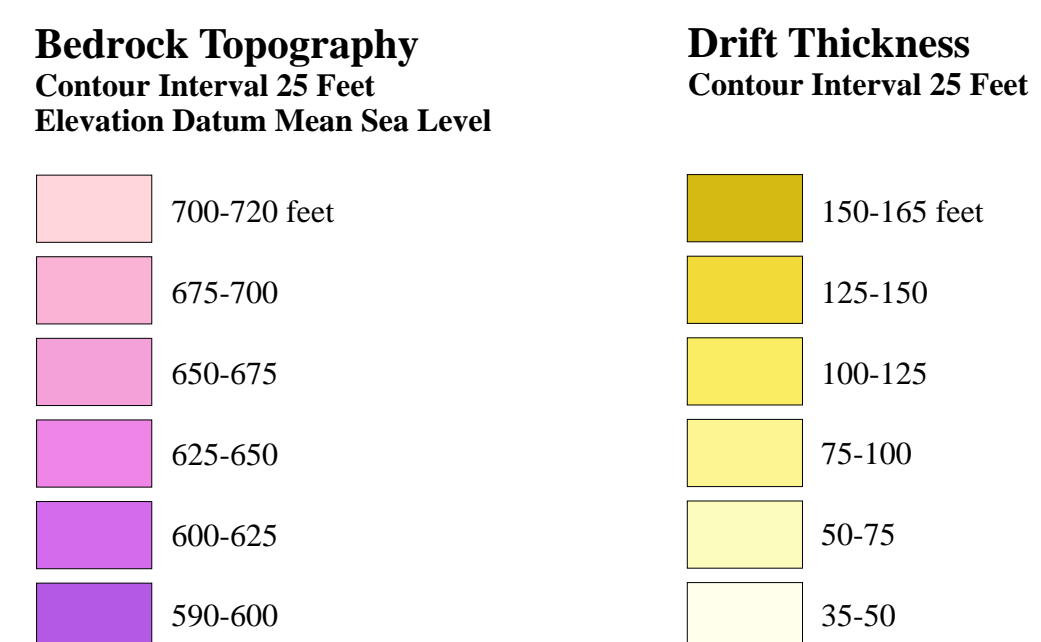 Bedrock Topography
Contour Interval 25 Feet
Elevation Datum Mean Sea Level
700-720 feet
675-700
650-675
625-650
600-625
590-600
Drift Thickness
Contour Interval 25 Feet
150-165 feet
125-150
100-125
75-100
50-75
35-50